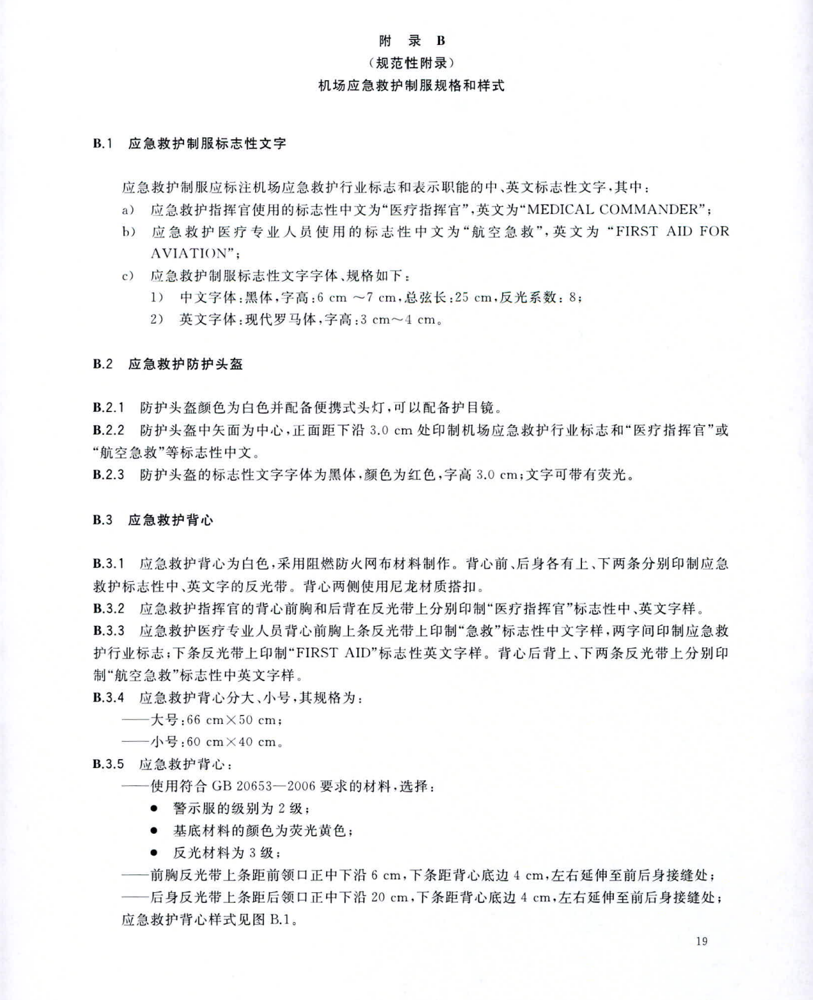 附 录 B
(规范性附录)
机场应急救护制服规格和样式
B.1 应急救护制服标志性文字
应急救护制服应标注机场应急救护行业标志和表示职能的中、英文标志性文字,其中:
a) 应急救护指挥官使用的标志性中文为“医疗指挥官”,英文为“MEDICAL COMMANDER”;
b) 应急救护医疗专业人员使用的标志性中文为“航空急救”,英文为“FIRST AID FOR
AVIATION”;
c) 应急救护制服标志性文字字体、规格如下:
1) 中文字体:黑体,字高:6 cm ~7 cm,总弦长:25 cm,反光系数: 8;
2) 英文字体:现代罗马体,字高:3 cm~4 cm。
B.2 应急救护防护头盔
B.2.1 防护头盔颜色为白色并配备便携式头灯,可以配备护目镜。
B.2.2 防护头盔中矢面为中心,正面距下沿 3.0 cm 处印制机场应急救护行业标志和“医疗指挥官”或
“航空急救”等标志性中文。
B.2.3 防护头盔的标志性文字字体为黑体,颜色为红色,字高 3.0 cm;文字可带有荧光。
B.3 应急救护背心
B.3.1 应急救护背心为白色,采用阻燃防火网布材料制作。背心前、后身各有上、下两条分别印制应急
救护标志性中、英文字的反光带。背心两侧使用尼龙材质搭扣。
B.3.2 应急救护指挥官的背心前胸和后背在反光带上分别印制“医疗指挥官”标志性中、英文字样。
B.3.3 应急救护医疗专业人员背心前胸上条反光带上印制“急救”标志性中文字样,两字间印制应急救
护行业标志;下条反光带上印制“FIRST AID”标志性英文字样。背心后背上、下两条反光带上分别印
制“航空急救”标志性中英文字样。
B.3.4 应急救护背心分大、小号,其规格为:
——大号:66 cm×50 cm;
——小号:60 cm×40 cm。
B.3.5 应急救护背心:
——使用符合 GB 20653—2006 要求的材料,选择:
● 警示服的级别为 2 级;
● 基底材料的颜色为荧光黄色;
● 反光材料为 3 级;
——前胸反光带上条距前领口正中下沿 6 cm,下条距背心底边 4 cm,左右延伸至前后身接缝处;
——后身反光带上条距后领口正中下沿 20 cm,下条距背心底边 4 cm,左右延伸至前后身接缝处;
应急救护背心样式见图 B.1。
19